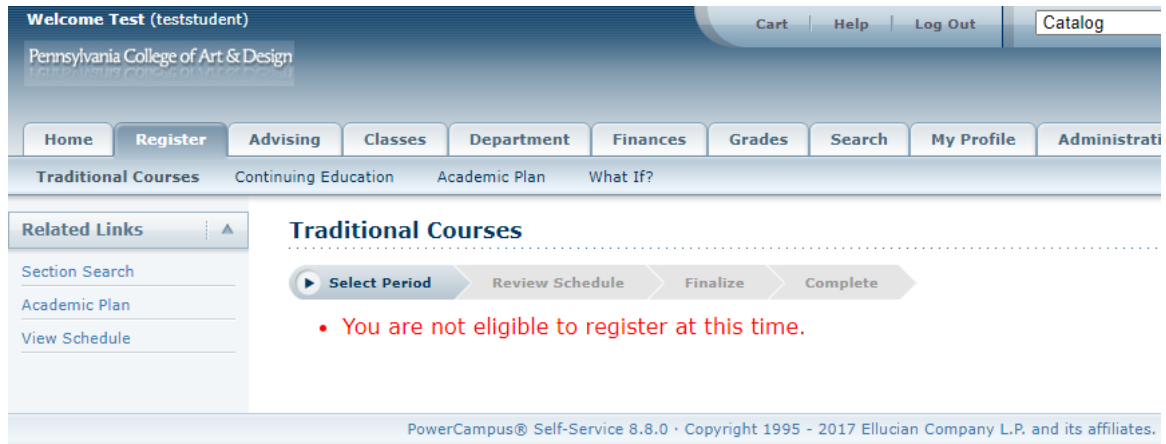 Welcome Test (teststudent)
Cart Help Log Out Catalog
Pennsylvania College of Art & Design
Home Register Advising Classes Department Finances Grades Search My Profile Administrati
Traditional Courses Continuing Education Academic Plan What If?
Related Links
Section Search
Academic Plan
View Schedule
Traditional Courses
Select Period Review Schedule Finalize Complete
• You are not eligible to register at this time.
PowerCampus® Self-Service 8.8.0 · Copyright 1995 - 2017 Ellucian Company L.P. and its affiliates.